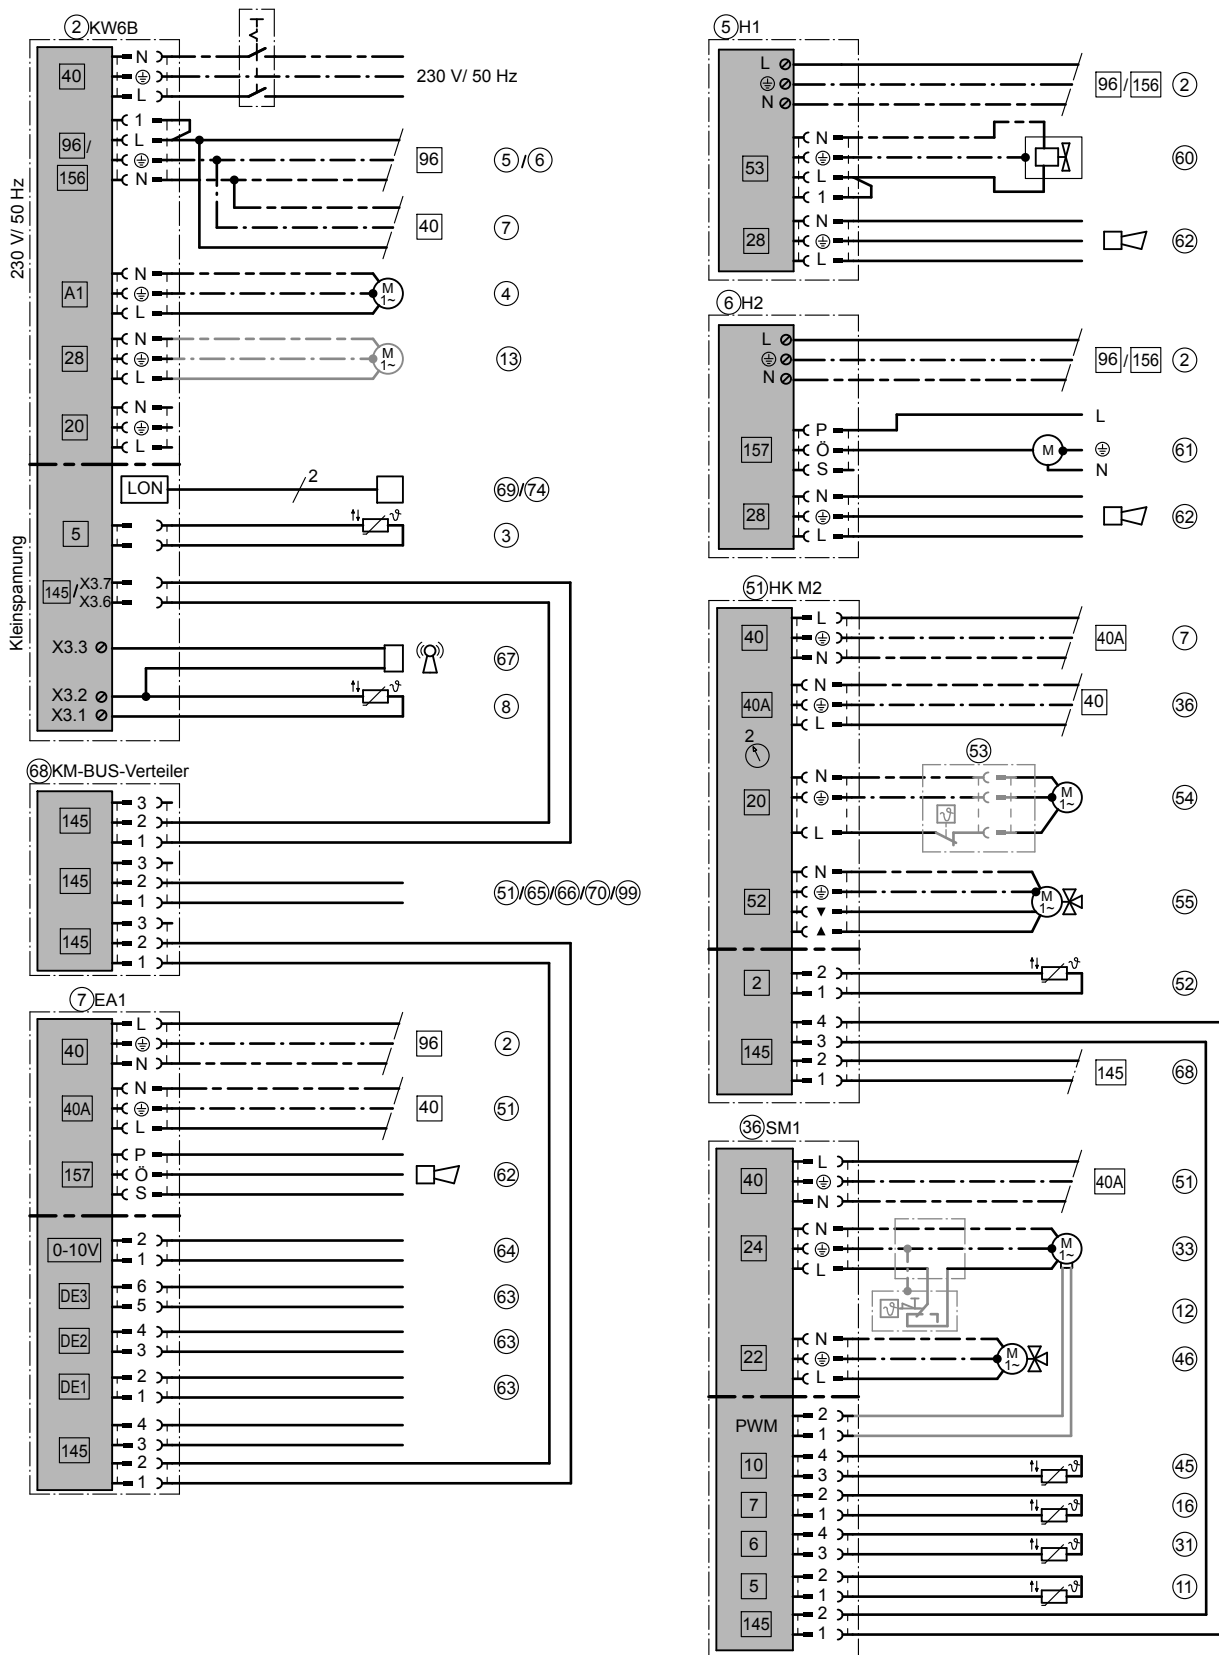 2 KW6B
40
N
L
230 V/ 50 Hz
1
96 /
L
156
N
96
5 / 6
40
7
230 V/ 50 Hz
A1
N
L
M
1~
4
28
N
L
M
1~
13
20
N
L
Kleinspannung
LON
2
69 / 74
5
ϑ
3
145 / X3.7
X3.6
X3.3
67
X3.2
X3.1
ϑ
8
68 KM-BUS-Verteiler
145
3
2
1
145
3
2
1
51 / 65 / 66 / 70 / 99
145
3
2
1
7 EA1
40
L
N
96
2
40A
N
L
40
51
157
P
Ö
S
62
0-10V
2
1
64
DE3
6
5
63
DE2
4
3
63
DE1
2
1
63
145
4
3
2
1
5 H1
L
N
96 / 156
2
53
N
L
1
60
28
N
L
62
6 H2
L
N
96 / 156
2
157
P
Ö
S
L
M
N
61
28
N
L
62
51 HK M2
40
L
N
40A
7
40A
N
L
40
36
2
53
20
N
L
ϑ
M
1~
54
52
N
▼
▲
M
1~
55
2
2
1
ϑ
52
145
4
3
2
1
145
68
36 SM1
40
L
N
40A
51
24
N
L
M
1~
33
ϑ
12
22
N
L
M
1~
46
PWM
2
1
10
4
3
ϑ
45
7
2
1
ϑ
16
6
4
3
ϑ
31
5
2
1
ϑ
11
145
2
1